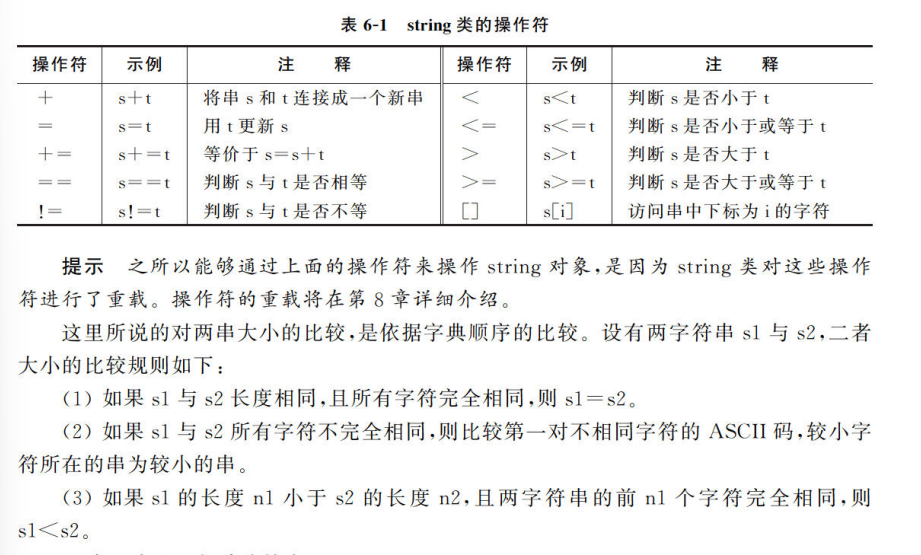 表 6-1 string 类的操作符
操作符 示例 注 释 操作符 示例 注 释
+ s+t 将串 s 和 t 连接成一个新串 < s<t 判断 s 是否小于 t
= s=t 用 t 更新 s <= s<=t 判断 s 是否小于或等于 t
+= s+=t 等价于 s=s+t > s>t 判断 s 是否大于 t
== s==t 判断 s 与 t 是否相等 >= s>=t 判断 s 是否大于或等于 t
!= s!=t 判断 s 与 t 是否不等 [] s[i] 访问串中下标为 i 的字符
提示 之所以能够通过上面的操作符来操作 string 对象,是因为 string 类对这些操作
符进行了重载。操作符的重载将在第 8 章详细介绍。
这里所说的对两串大小的比较,是依据字典顺序的比较。设有两字符串 s1 与 s2,二者
大小的比较规则如下:
(1) 如果 s1 与 s2 长度相同,且所有字符完全相同,则 s1=s2。
(2) 如果 s1 与 s2 所有字符不完全相同,则比较第一对不相同字符的 ASCII 码,较小字
符所在的串为较小的串。
(3) 如果 s1 的长度 n1 小于 s2 的长度 n2,且两字符串的前 n1 个字符完全相同,则
s1<s2。